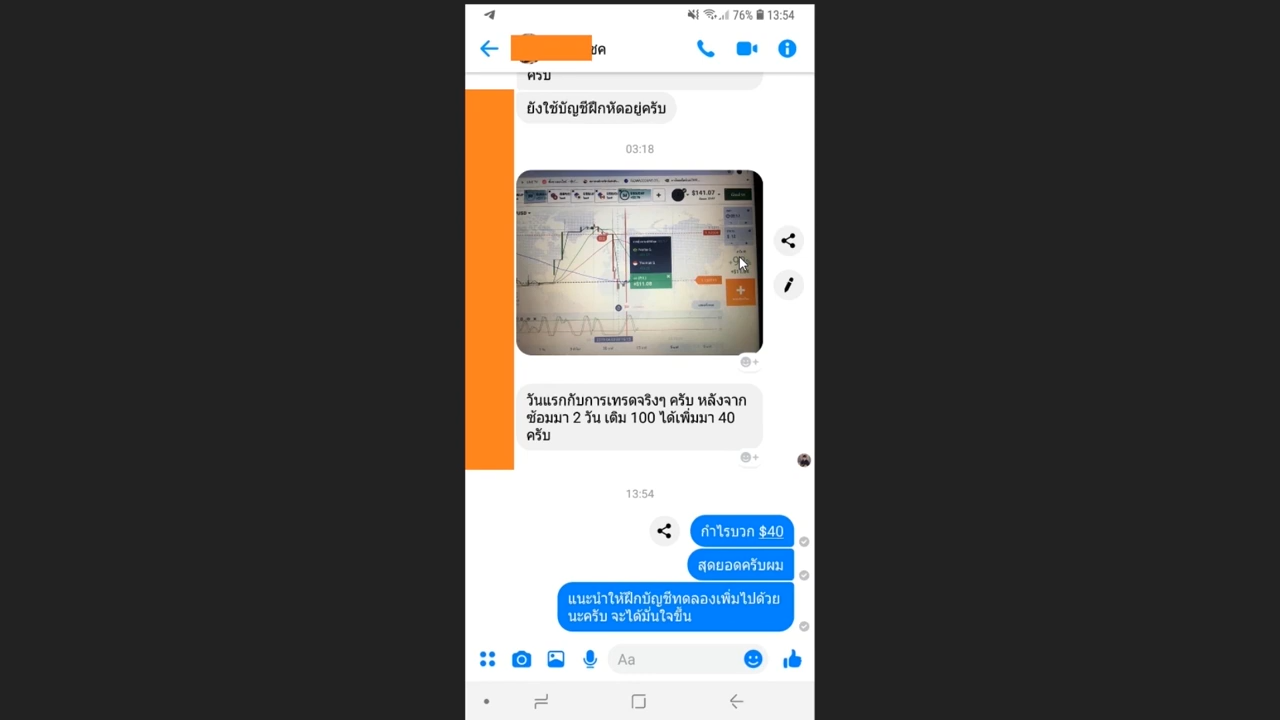 76% 13:54
ชค
ครับ
ยังใช้บัญชีฝึกหัดอยู่ครับ
03:18
$141.07
วันแรกกับการเทรดจริงๆ ครับ หลังจาก
ซ้อมมา 2 วัน เดิม 100 ได้เพิ่มมา 40
ครับ
13:54
กำไรบวก $40
สุดยอดครับผม
แนะนำให้ฝึกบัญชีทดลองเพิ่มไปด้วย
นะครับ จะได้มั่นใจขึ้น
Aa